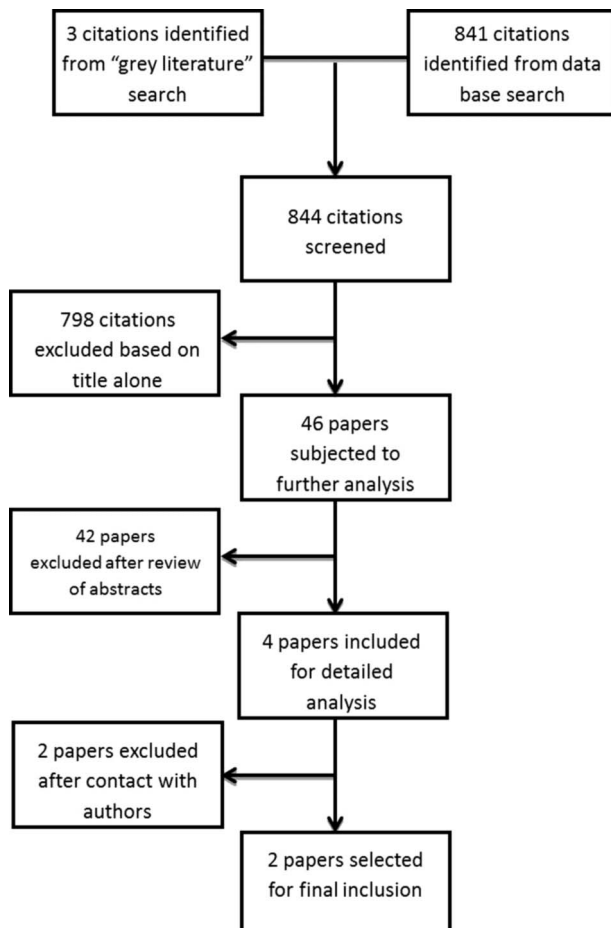 3 citations identified
from “grey literature”
search
841 citations
identified from data
base search
844 citations
screened
798 citations
excluded based on
title alone
46 papers
subjected to
further analysis
42 papers
excluded after review
of abstracts
4 papers included
for detailed
analysis
2 papers excluded
after contact with
authors
2 papers selected
for final inclusion